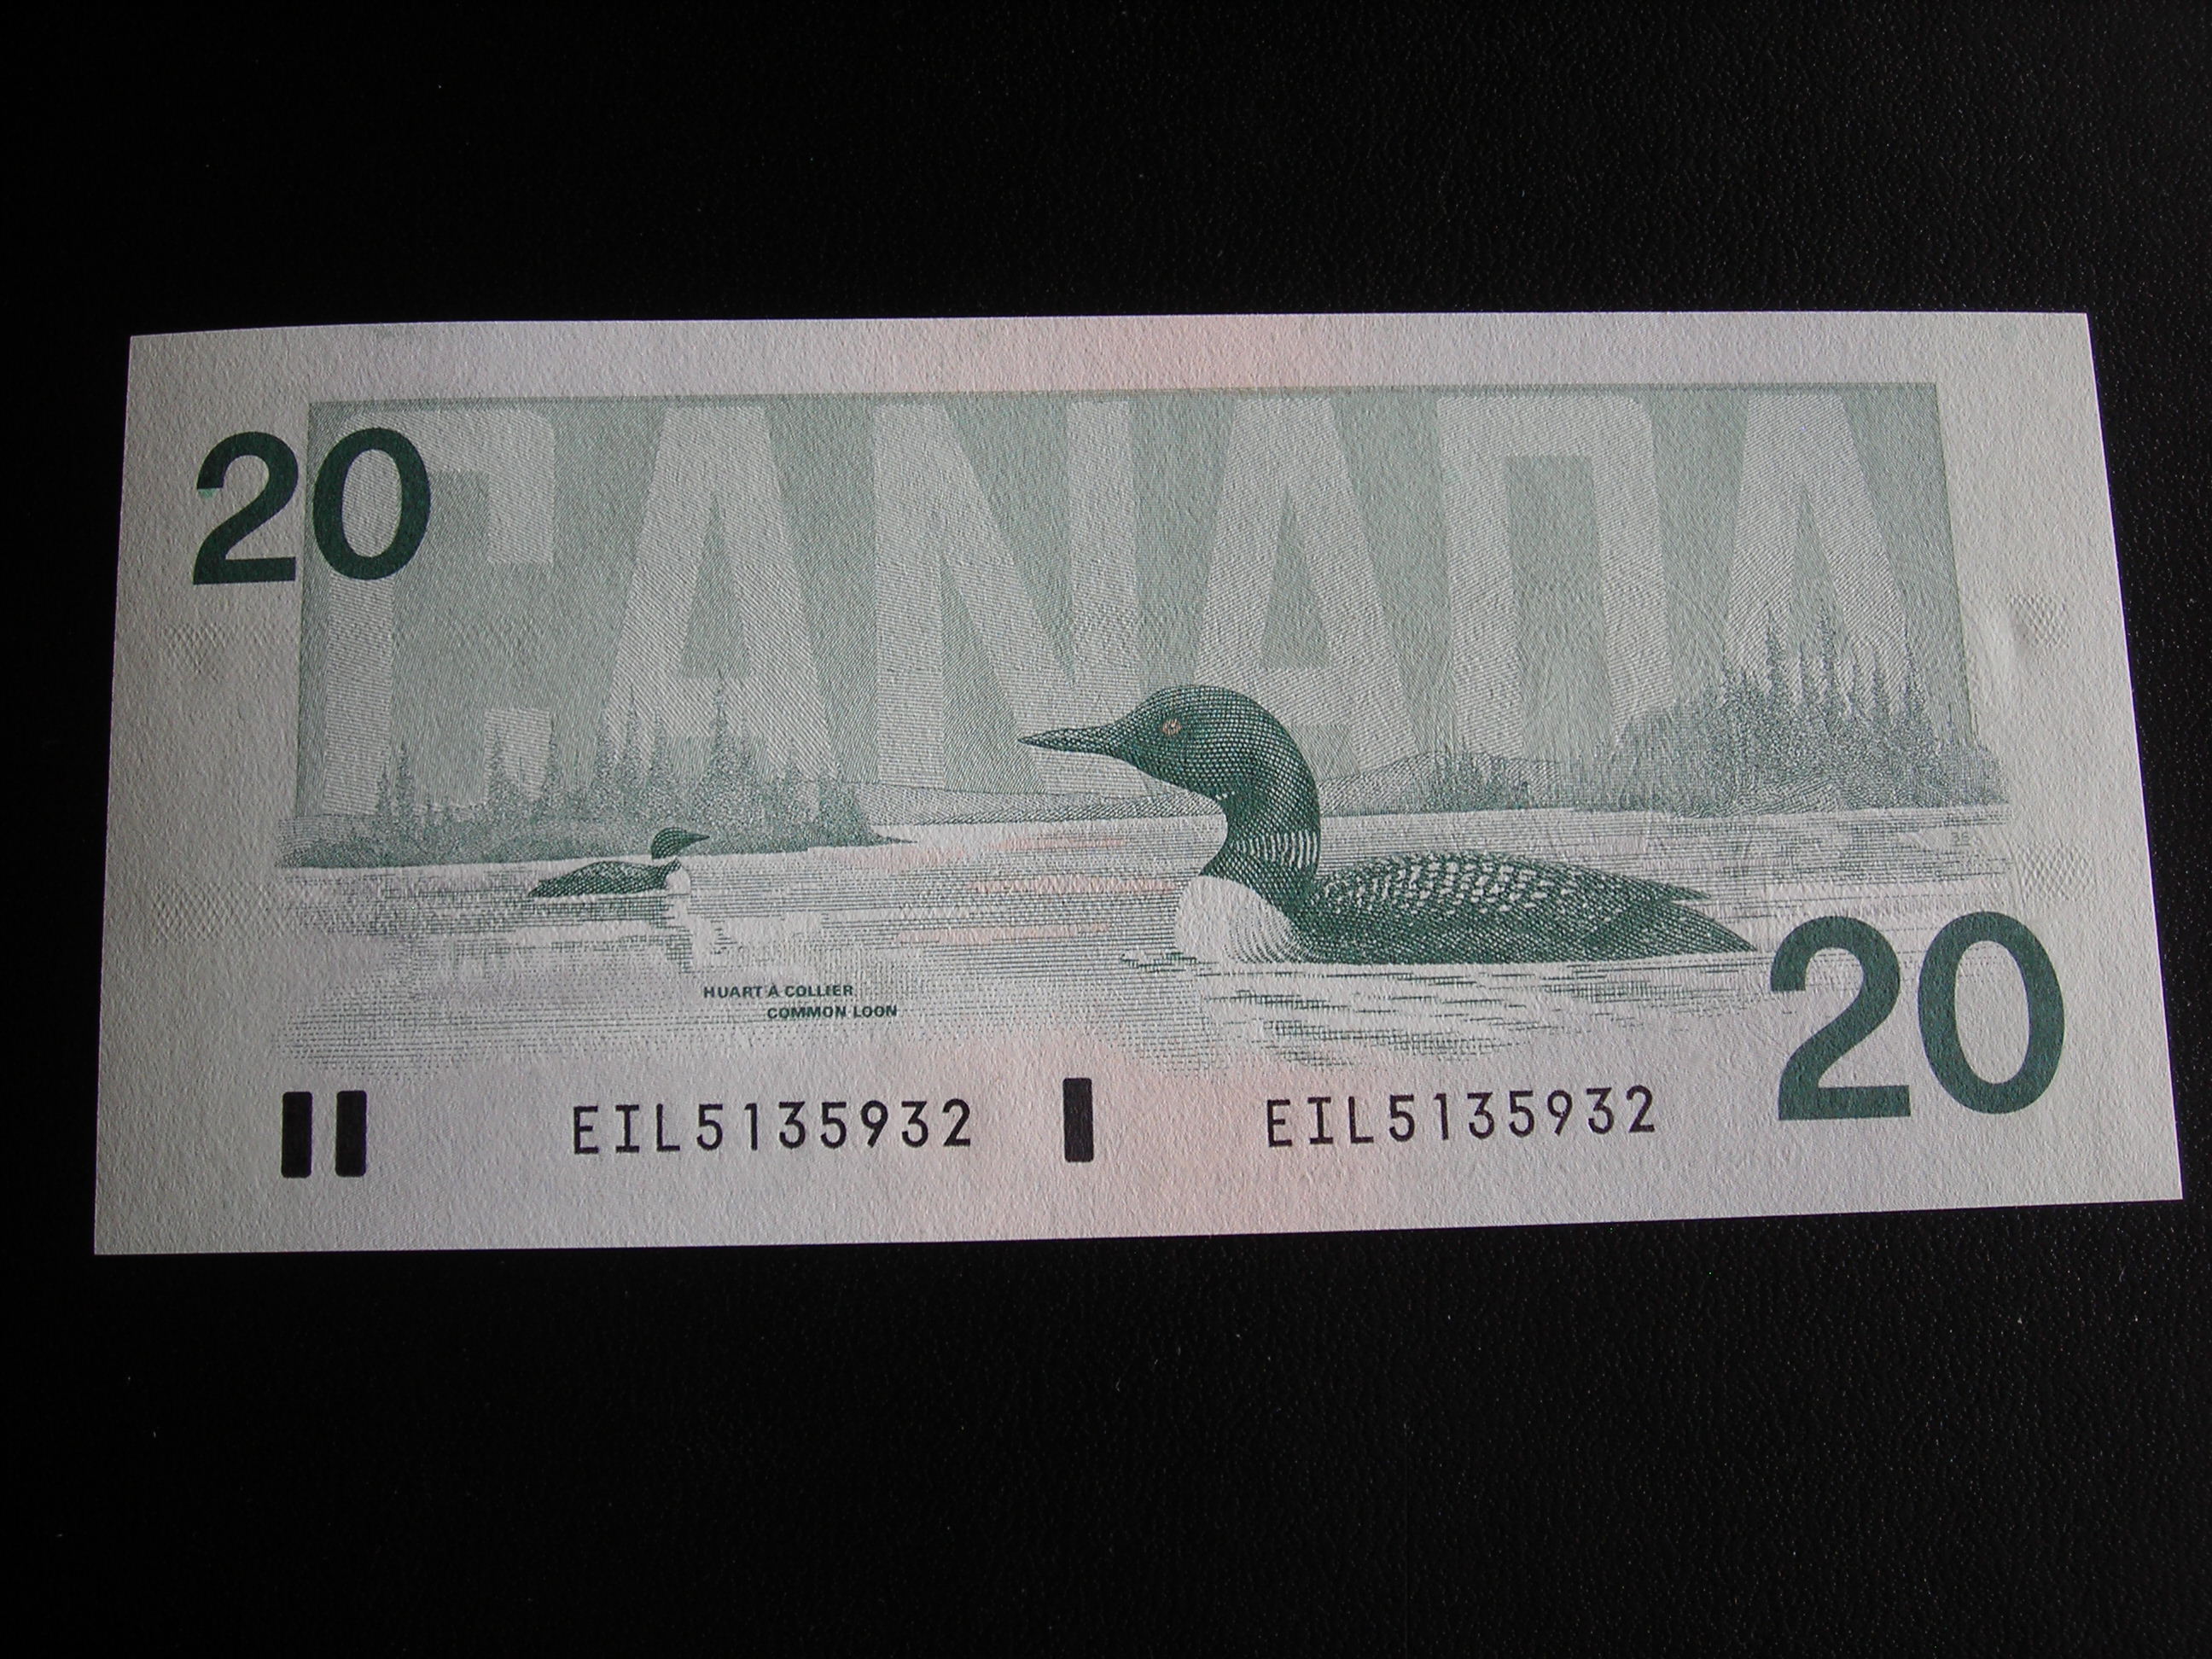 20
CANADA
HUART À COLLIER
COMMON LOON
EIL5135932 EIL5135932
20